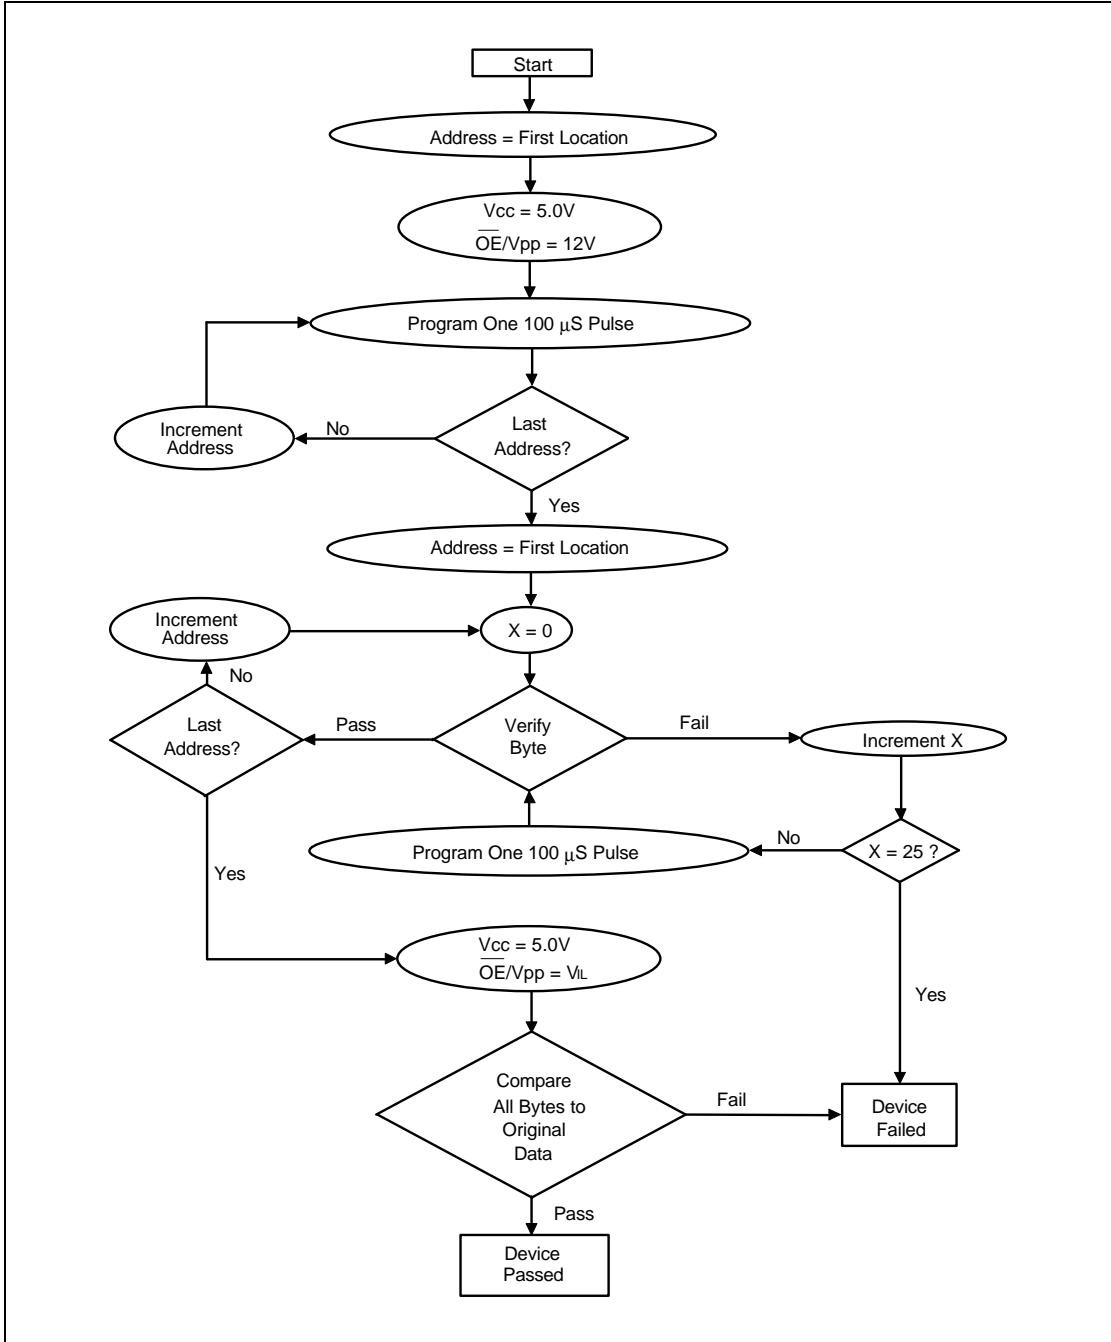 Start
Address = First Location
Vcc = 5.0V
O̅E̅/Vpp = 12V
Program One 100 μS Pulse
Last
Address?
No
Increment
Address
Yes
Address = First Location
Increment
Address
X = 0
No
Last
Address?
Pass
Verify
Byte
Fail
Increment X
Program One 100 μS Pulse
No
X = 25 ?
Yes
Vcc = 5.0V
O̅E̅/Vpp = VIL
Yes
Compare
All Bytes to
Original
Data
Fail
Device
Failed
Pass
Device
Passed